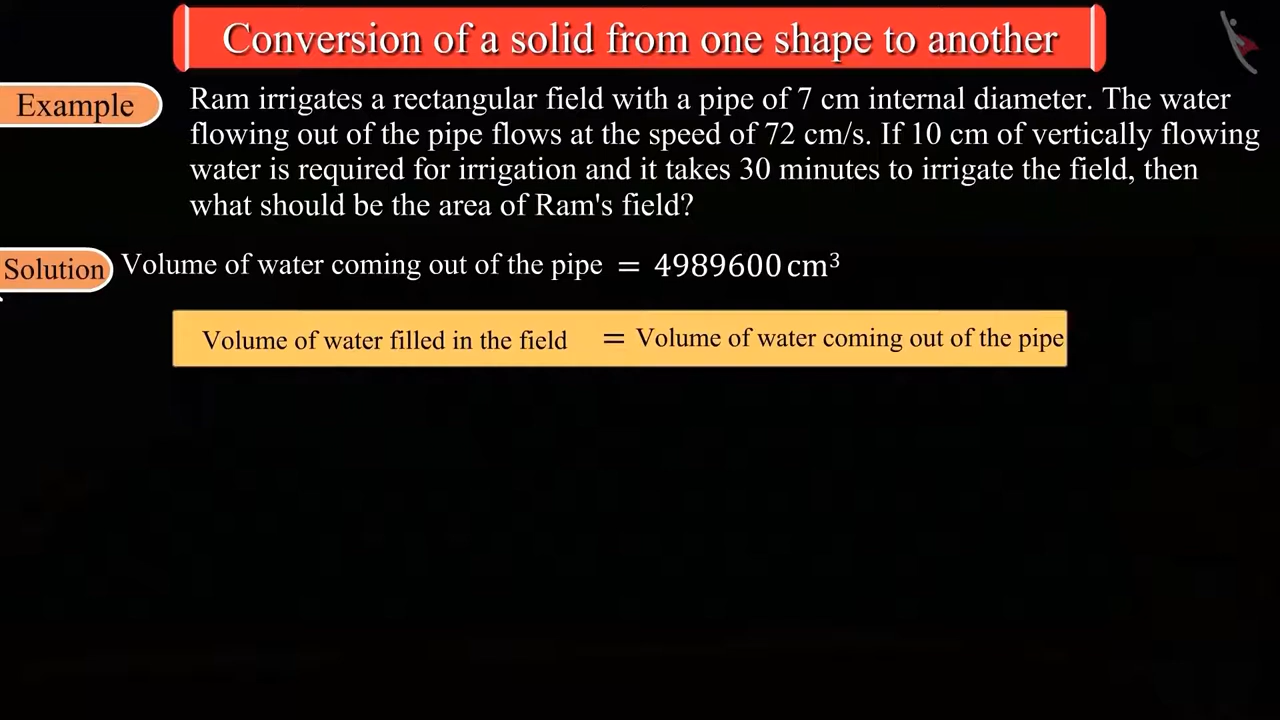 Conversion of a solid from one shape to another
Example
Ram irrigates a rectangular field with a pipe of 7 cm internal diameter. The water
flowing out of the pipe flows at the speed of 72 cm/s. If 10 cm of vertically flowing
water is required for irrigation and it takes 30 minutes to irrigate the field, then
what should be the area of Ram's field?
Solution
Volume of water coming out of the pipe = 4989600 cm³
Volume of water filled in the field = Volume of water coming out of the pipe